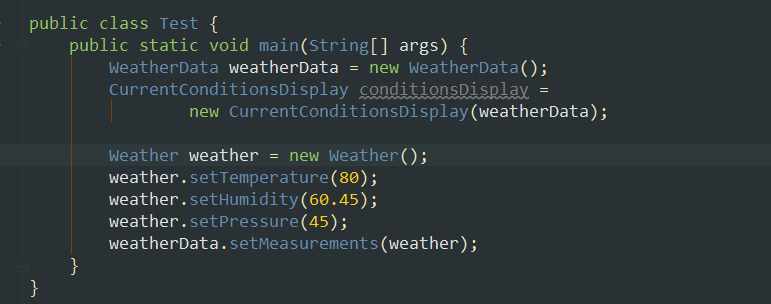 public class Test {
    public static void main(String[] args) {
        WeatherData weatherData = new WeatherData();
        CurrentConditionsDisplay conditionsDisplay =
                new CurrentConditionsDisplay(weatherData);

        Weather weather = new Weather();
        weather.setTemperature(80);
        weather.setHumidity(60.45);
        weather.setPressure(45);
        weatherData.setMeasurements(weather);
    }
}